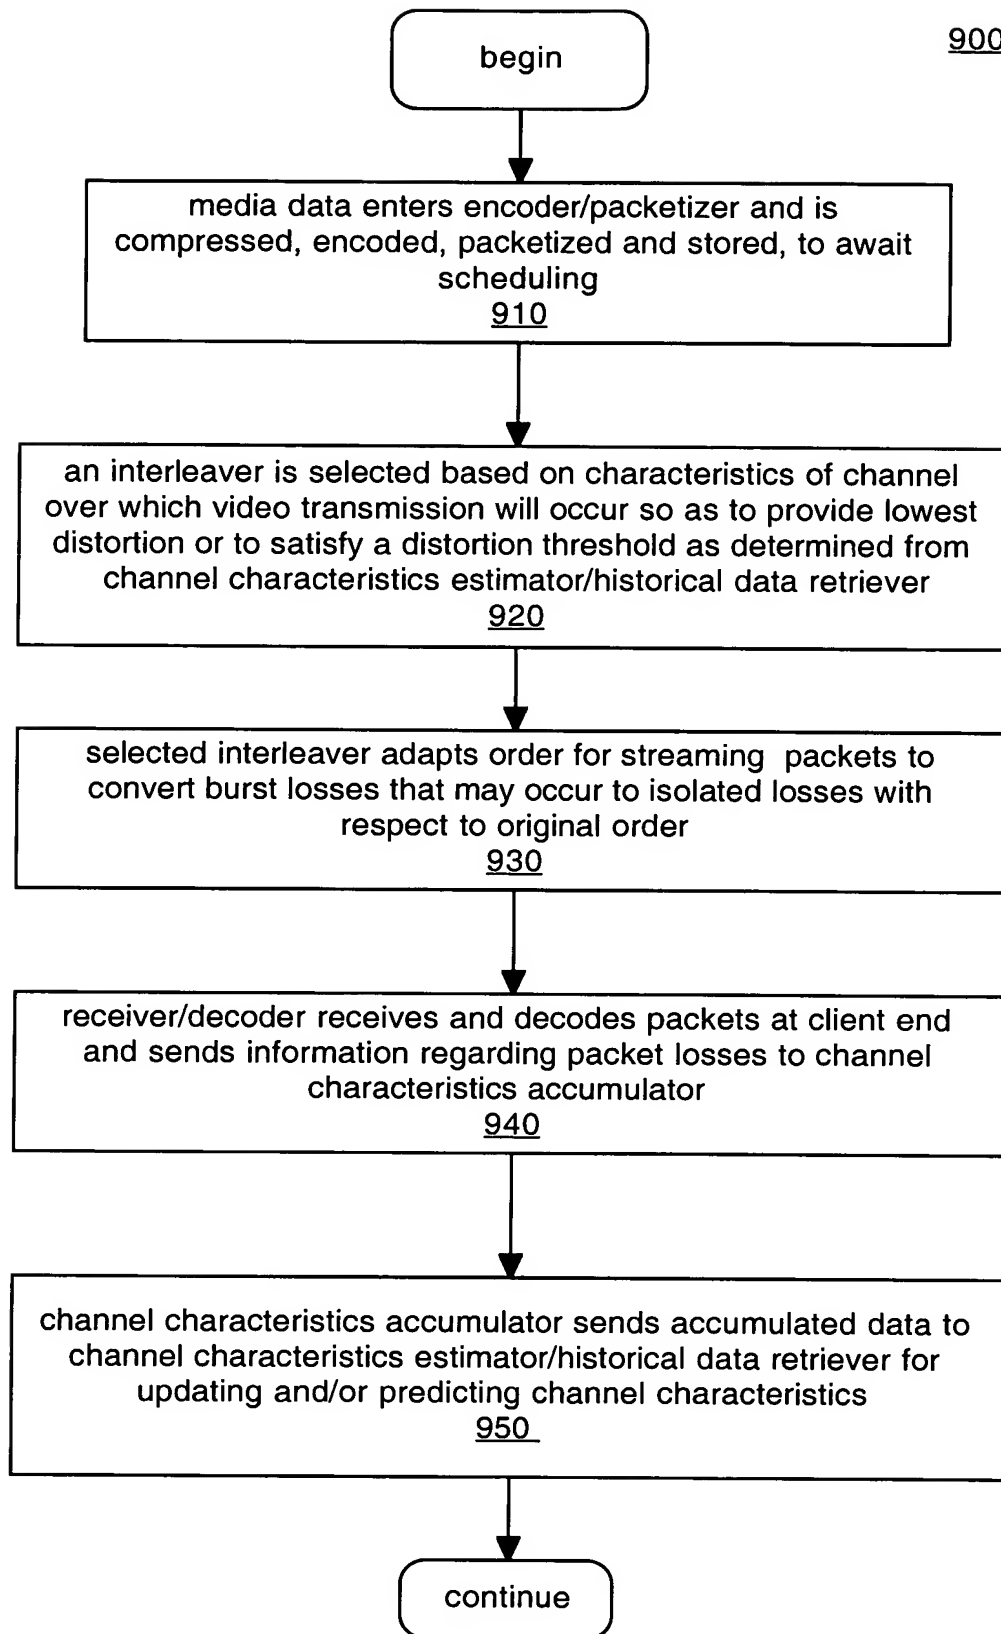 900
begin
media data enters encoder/packetizer and is
compressed, encoded, packetized and stored, to await
scheduling
910
an interleaver is selected based on characteristics of channel
over which video transmission will occur so as to provide lowest
distortion or to satisfy a distortion threshold as determined from
channel characteristics estimator/historical data retriever
920
selected interleaver adapts order for streaming packets to
convert burst losses that may occur to isolated losses with
respect to original order
930
receiver/decoder receives and decodes packets at client end
and sends information regarding packet losses to channel
characteristics accumulator
940
channel characteristics accumulator sends accumulated data to
channel characteristics estimator/historical data retriever for
updating and/or predicting channel characteristics
950
continue